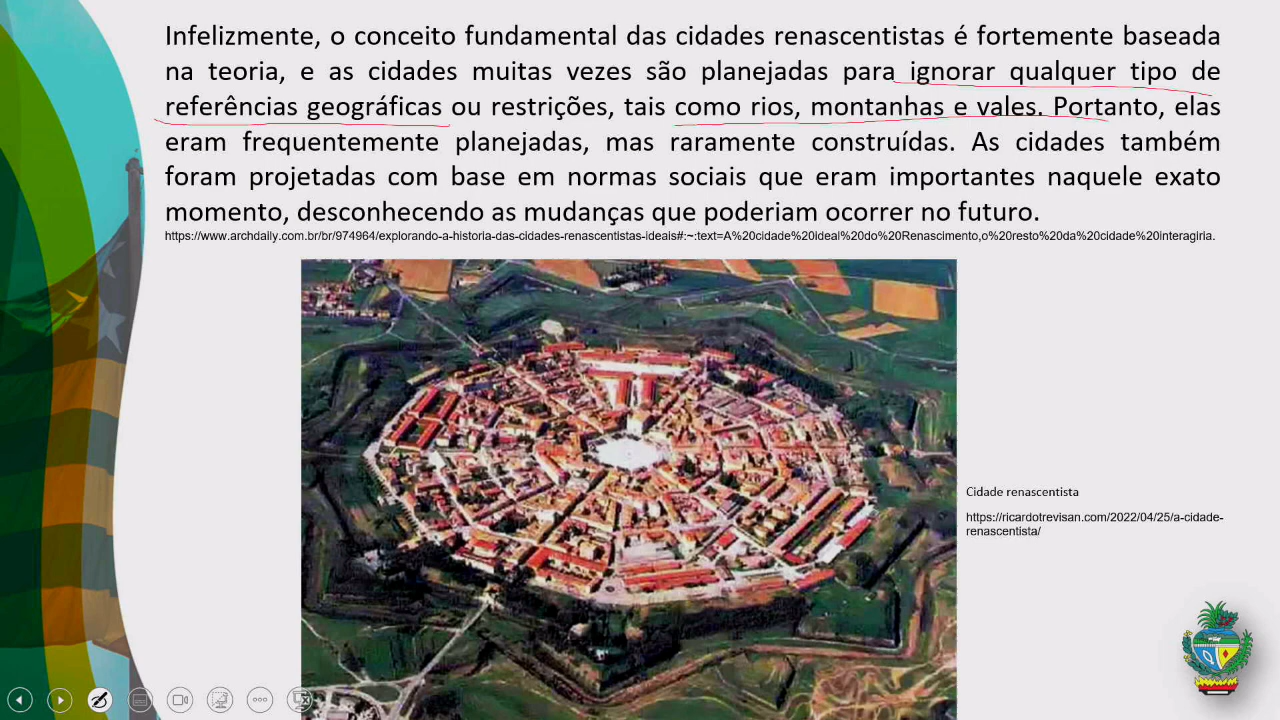 Infelizmente, o conceito fundamental das cidades renascentistas é fortemente baseada
na teoria, e as cidades muitas vezes são planejadas para ignorar qualquer tipo de
referências geográficas ou restrições, tais como rios, montanhas e vales. Portanto, elas
eram frequentemente planejadas, mas raramente construídas. As cidades também
foram projetadas com base em normas sociais que eram importantes naquele exato
momento, desconhecendo as mudanças que poderiam ocorrer no futuro.
https://www.archdaily.com.br/br/974964/explorando-a-historia-das-cidades-renascentistas-ideais#:~:text=A%20cidade%20ideal%20do%20Renascimento,o%20resto%20da%20cidade%20interagiria.
Cidade renascentista
https://ricardotrevisan.com/2022/04/25/a-cidade-
renascentista/